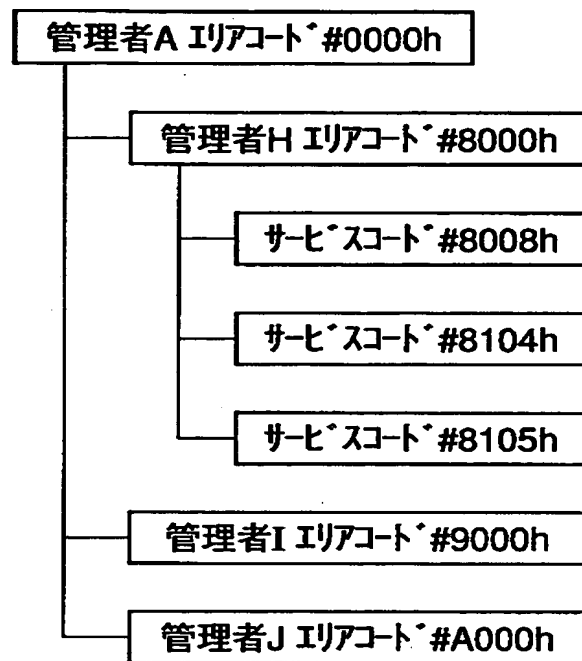 管理者A エリアコード#0000h
管理者H エリアコード#8000h
サービスコード#8008h
サービスコード#8104h
サービスコード#8105h
管理者I エリアコード#9000h
管理者J エリアコード#A000h